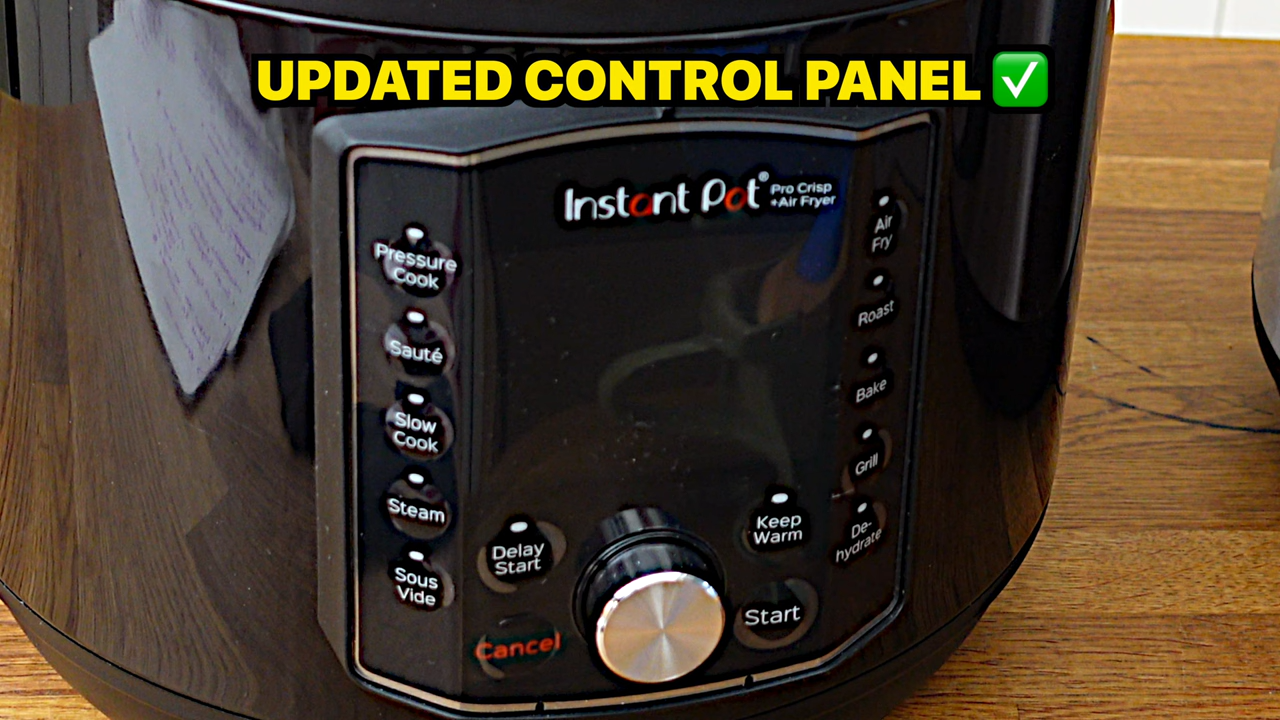 UPDATED CONTROL PANEL ✅
Instant Pot® Pro Crisp
+Air Fryer
Pressure
Cook
Sauté
Slow
Cook
Steam
Sous
Vide
Delay
Start
Cancel
Keep
Warm
Start
Air
Fry
Roast
Bake
Grill
De-
hydrate